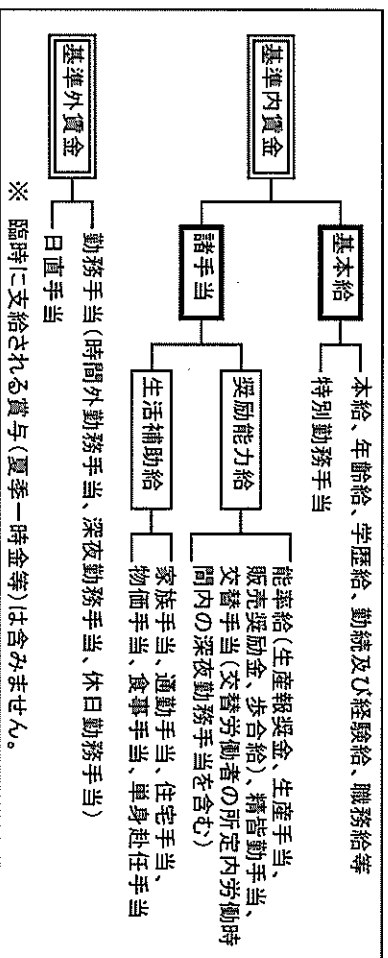 基準内賃金
基本給
本給、年齢給、学歴給、勤続及び経験給、職務給等
特別勤務手当
諸手当
奨励能力給
能率給(生産報奨金、生産手当、
販売奨励金、歩合給)、精皆勤手当、
交替手当(交替労働者の所定内労働時
間内の深夜勤務手当を含む)
生活補助給
家族手当、通勤手当、住宅手当、
物価手当、食事手当、単身赴任手当
基準外賃金
勤務手当(時間外勤務手当、深夜勤務手当、休日勤務手当)
日直手当
※ 臨時に支給される賞与(夏季一時金等)は含みません。